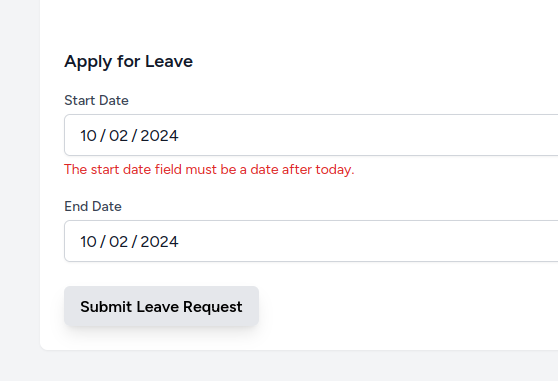 Apply for Leave
Start Date
10 / 02 / 2024
The start date field must be a date after today.
End Date
10 / 02 / 2024
Submit Leave Request